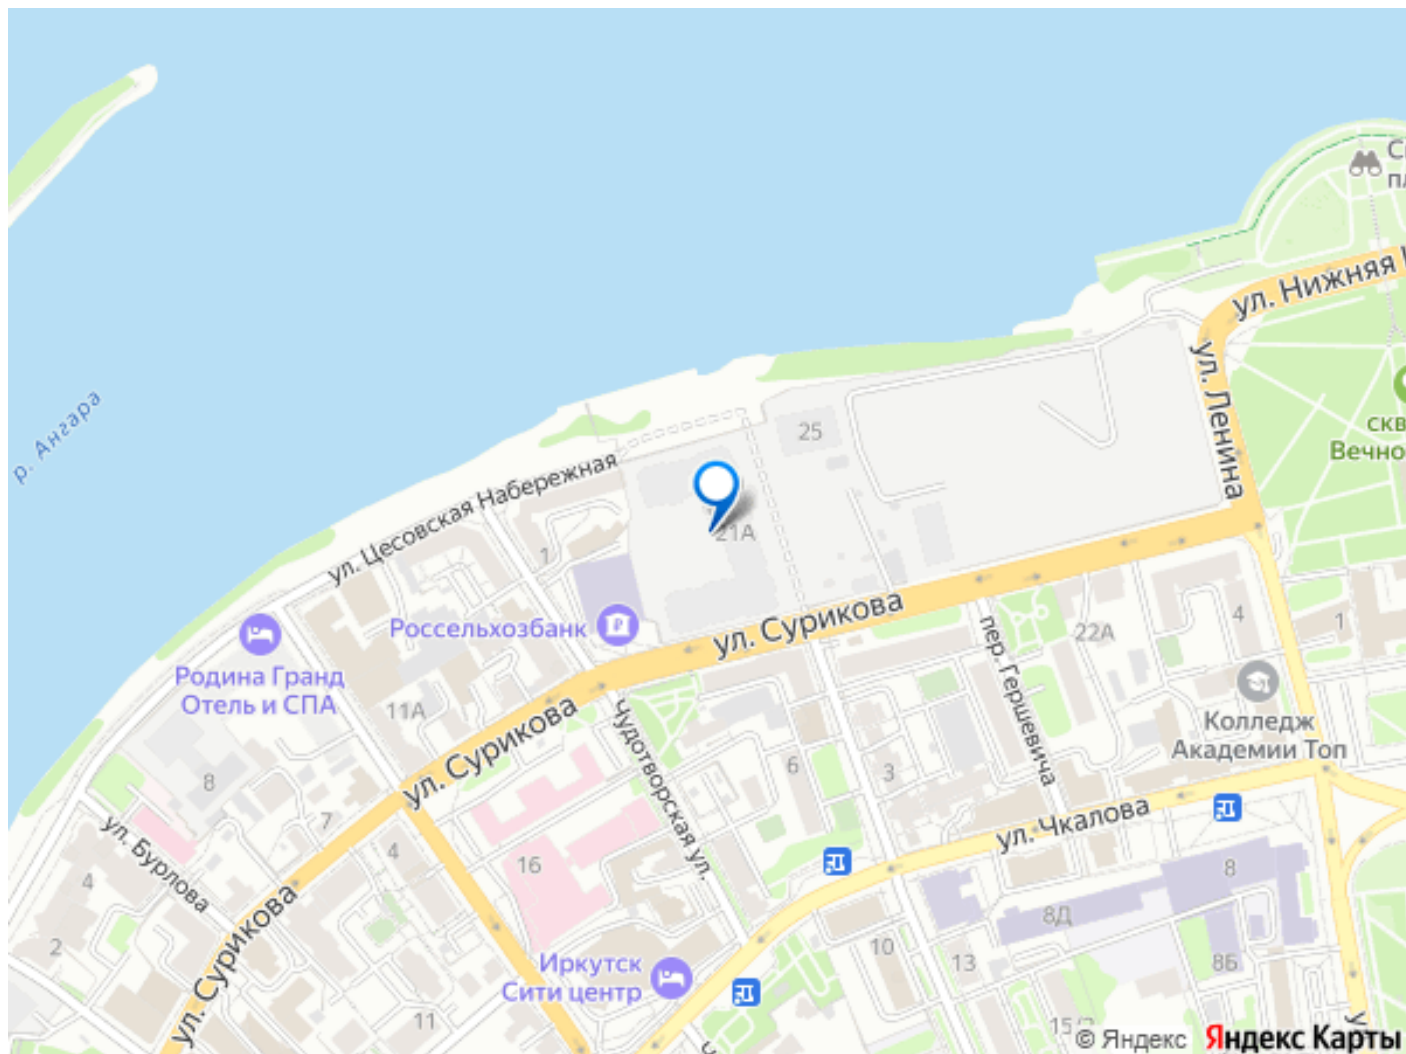 ул. Нижняя
ул. Ленина
скв
Вечно
р. Ангара
25
ул. Цесовская Набережная
21А
1
Россельхозбанк
ул. Сурикова
22А
4
1
пер. Гершевича
Родина Гранд
Отель и СПА
11А
ул. Сурикова
Чудотворская ул.
Колледж
Академии Топ
8
6
3
7
ул. Чкалова
ул. Бурлова
4
4
16
8
ул. Сурикова
8Д
2
10
13
8Б
Иркутск
Сити центр
11
© Яндекс
Яндекс Карты